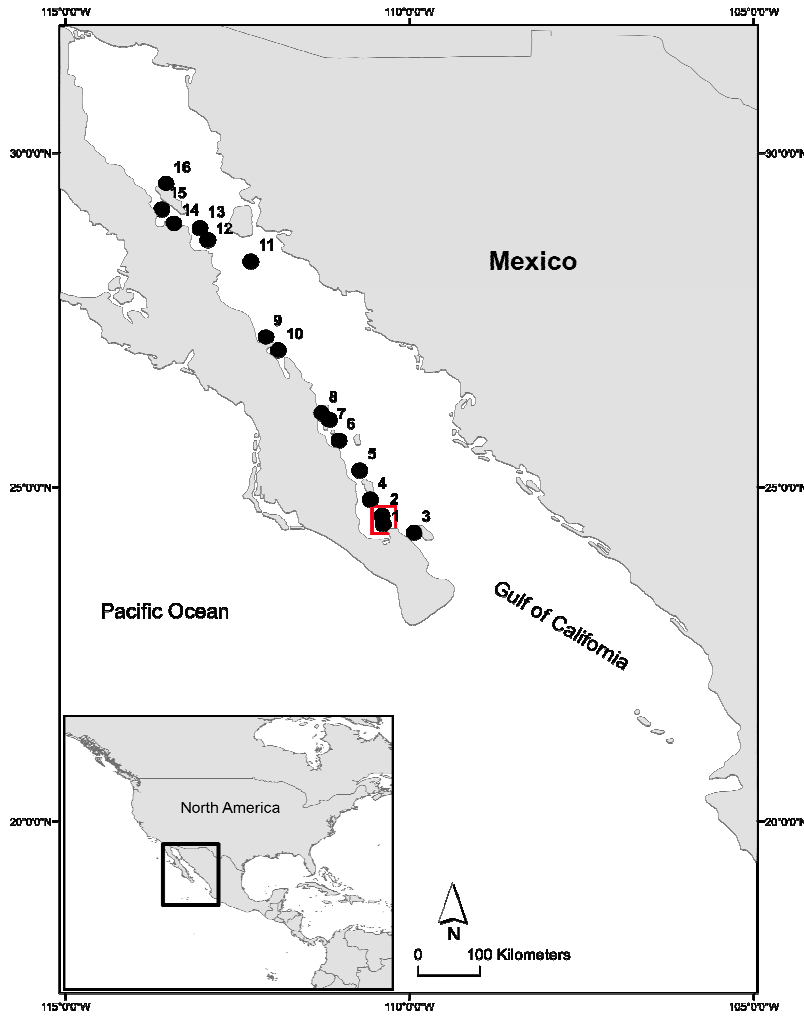 115°0'0"W
110°0'0"W
105°0'0"W
30°0'0"N
30°0'0"N
16
15
14
13
12
11
Mexico
9
10
8
7
6
5
25°0'0"N
25°0'0"N
4
2
1
3
Pacific Ocean
Gulf of California
North America
20°0'0"N
20°0'0"N
N
0
100 Kilometers
115°0'0"W
110°0'0"W
105°0'0"W